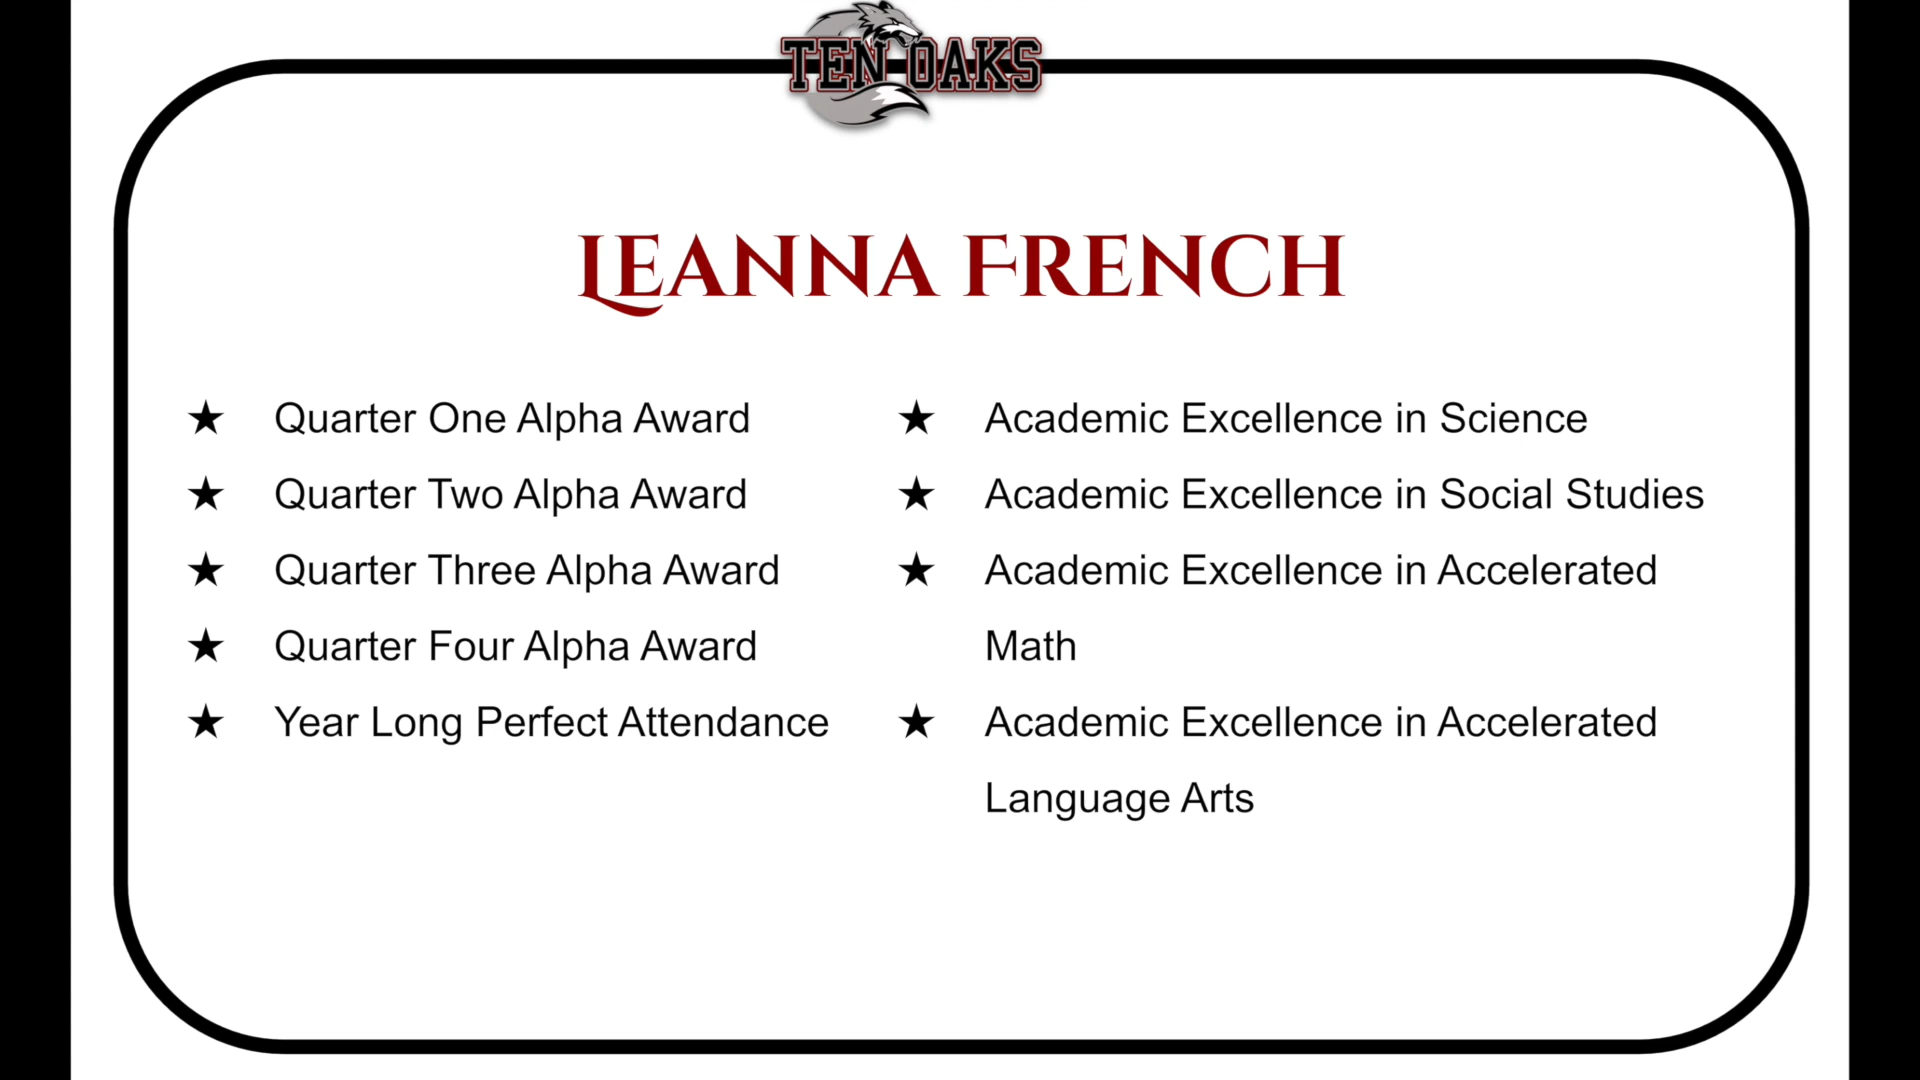 TEN OAKS
LEANNA FRENCH
★ Quarter One Alpha Award
★ Quarter Two Alpha Award
★ Quarter Three Alpha Award
★ Quarter Four Alpha Award
★ Year Long Perfect Attendance
★ Academic Excellence in Science
★ Academic Excellence in Social Studies
★ Academic Excellence in Accelerated
Math
★ Academic Excellence in Accelerated
Language Arts